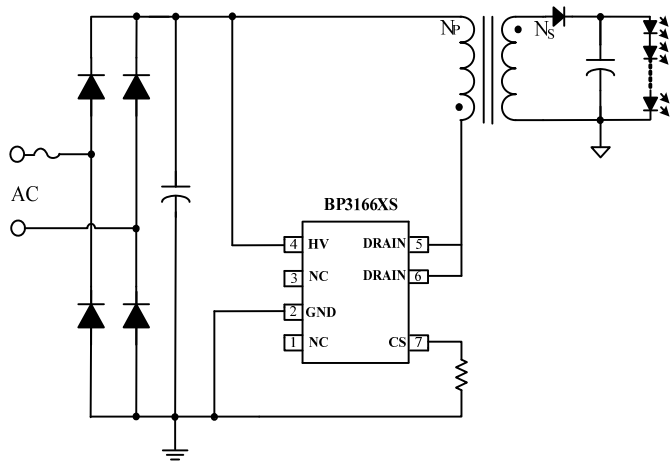 NP
NS
AC
BP3166XS
4 HV
DRAIN 5
3 NC
DRAIN 6
2 GND
1 NC
CS 7